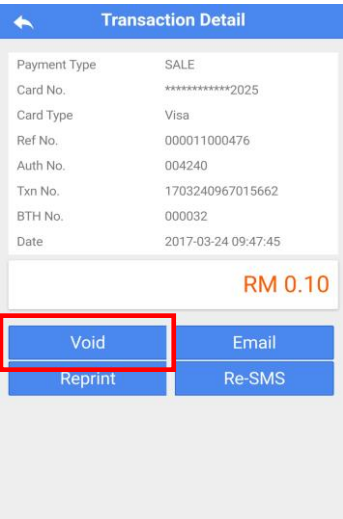 Transaction Detail
Payment Type SALE
Card No. ************2025
Card Type Visa
Ref No. 000011000476
Auth No. 004240
Txn No. 1703240967015662
BTH No. 000032
Date 2017-03-24 09:47:45
RM 0.10
Void Email
Reprint Re-SMS